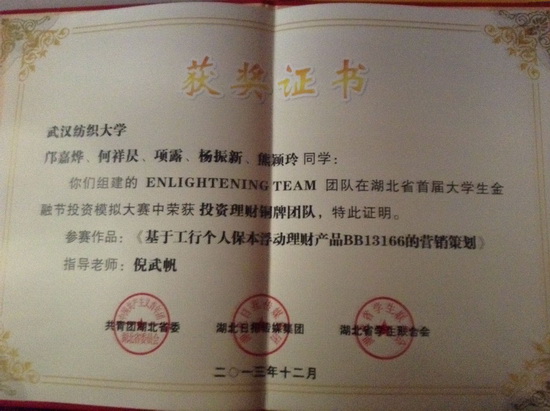 获奖证书
武汉纺织大学
邝嘉烨、何祥昃、项露、杨振新、熊颖玲同学:
你们组建的 ENLIGHTENING TEAM 团队在湖北省首届大学生金
融节投资模拟大赛中荣获 投资理财铜牌团队,特此证明。
参赛作品:《基于工行个人保本浮动理财产品BB13166的营销策划》
指导老师:倪武帆
共青团湖北省委 湖北日报传媒集团 湖北省学生联合会
二〇一三年十二月